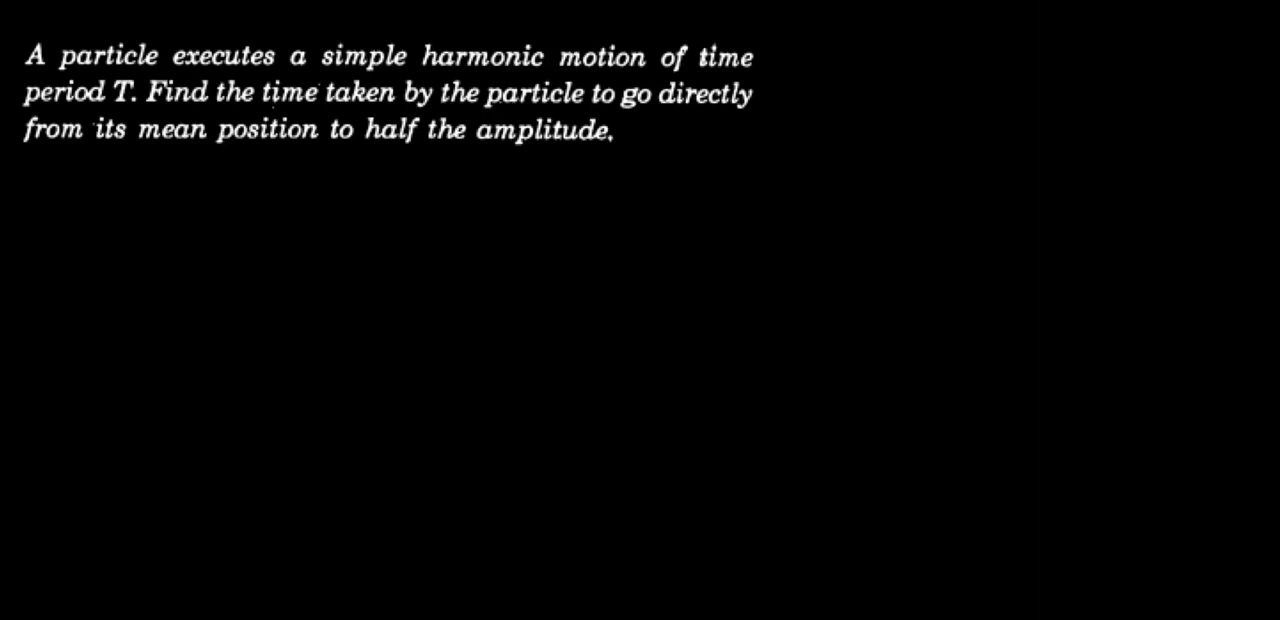 A particle executes a simple harmonic motion of time
period T. Find the time taken by the particle to go directly
from its mean position to half the amplitude.